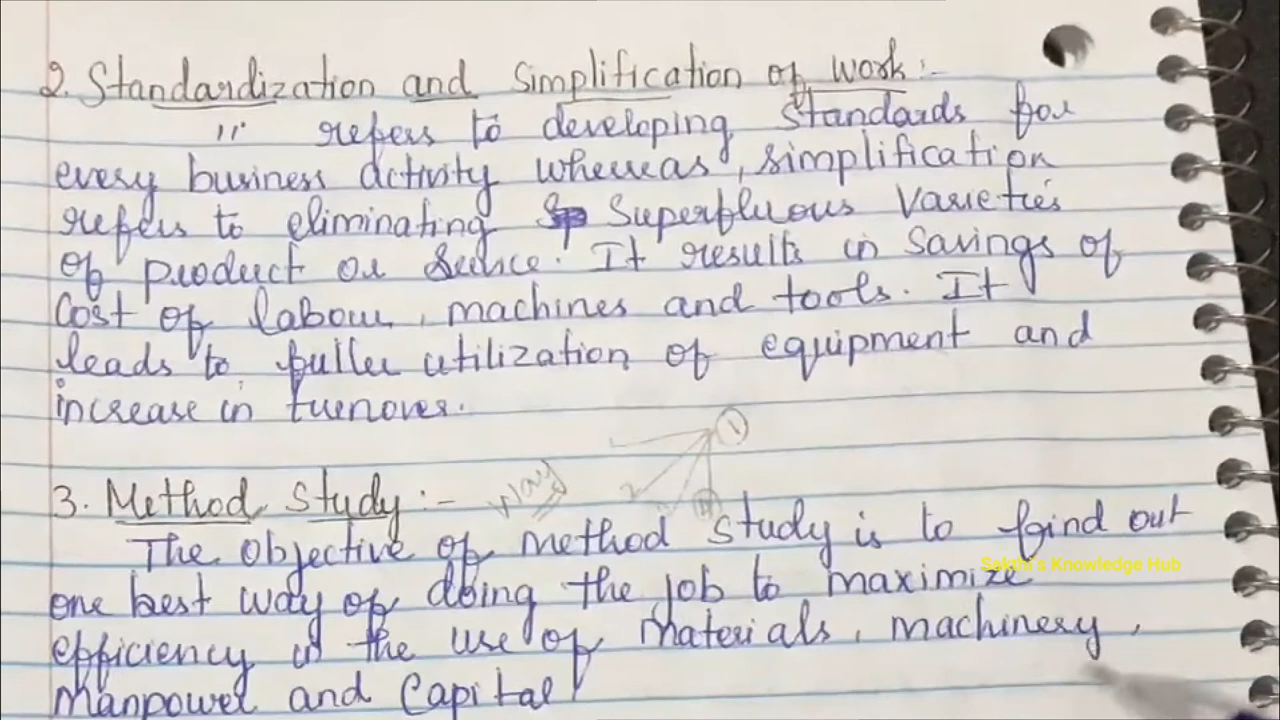 2. Standardization and Simplification of work :-
" refers to developing standards for
every business activity whereas, simplification
refers to eliminating Superfluous Varieties
of product or Service. It results in Savings of
Cost of labour, machines and tools. It
leads to fuller utilization of equipment and
increase in turnover.
1
Way
3. Method Study :-
The objective of method study is to find out
Sakthi's Knowledge Hub
one best way of doing the job to maximize
efficiency in the use of materials, machinery,
Manpower and Capital